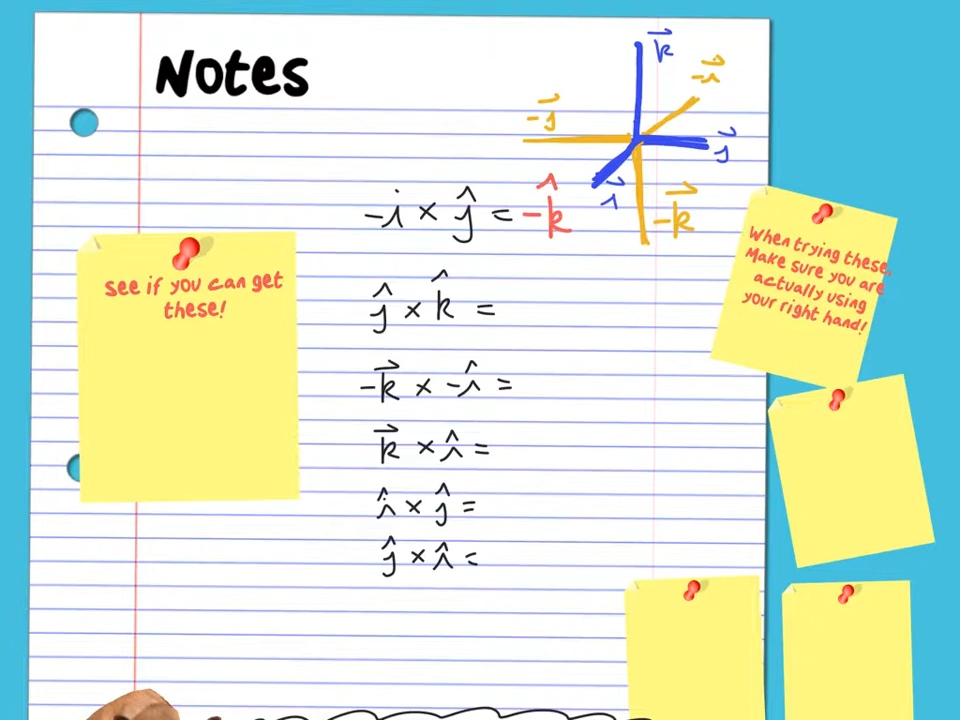 Notes
k⃗
-i⃗
-j⃗
j⃗
i⃗
-k⃗
-i × ĵ = -k̂
ĵ × k̂ =
-k⃗ × -î =
k⃗ × î =
î × ĵ =
ĵ × î =
see if you can get
these!
When trying these.
Make sure you are
actually using
your right hand!